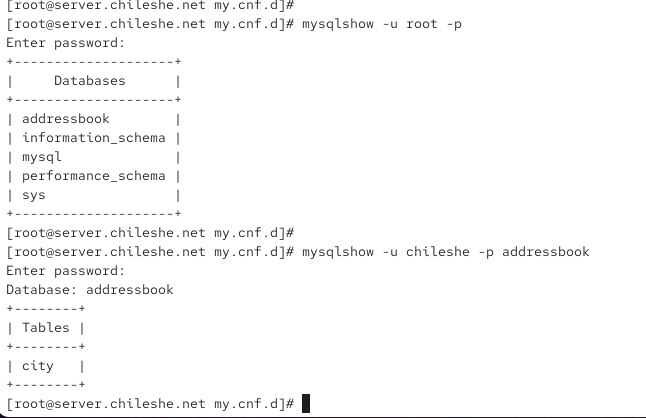 [root@server.chileshe.net my.cnf.d]#
[root@server.chileshe.net my.cnf.d]# mysqlshow -u root -p
Enter password:
+--------------------+
|     Databases      |
+--------------------+
| addressbook        |
| information_schema |
| mysql              |
| performance_schema |
| sys                |
+--------------------+
[root@server.chileshe.net my.cnf.d]#
[root@server.chileshe.net my.cnf.d]# mysqlshow -u chileshe -p addressbook
Enter password:
Database: addressbook
+--------+
| Tables |
+--------+
| city   |
+--------+
[root@server.chileshe.net my.cnf.d]#